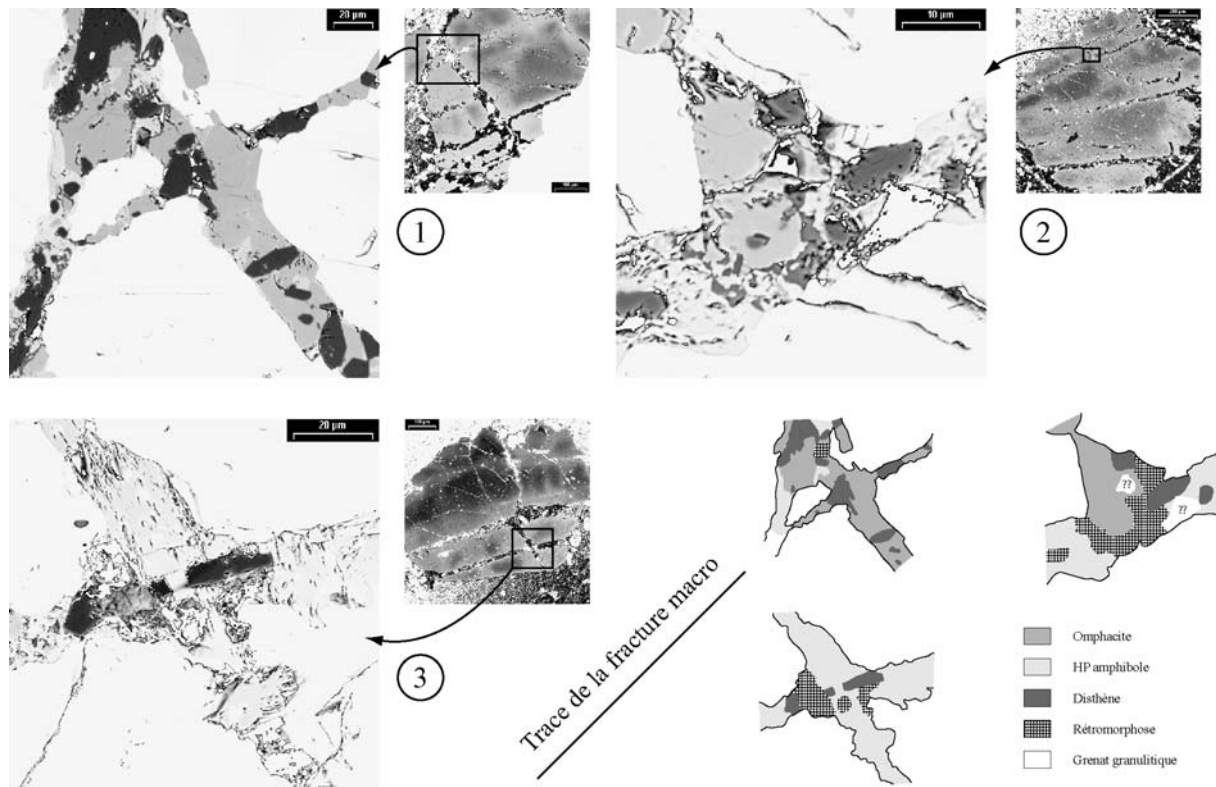 20 µm
10 µm
1
2
20 µm
3
Trace de la fracture macro
??
??
Omphacite
HP amphibole
Disthène
Rétromorphose
Grenat granulitique